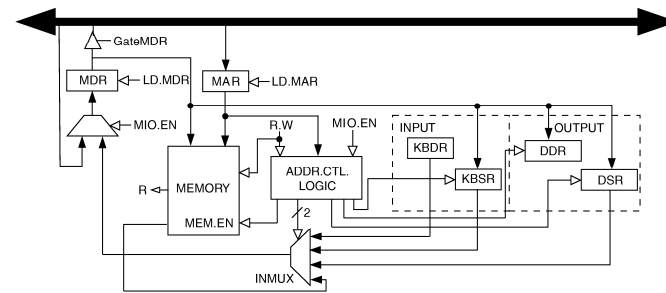 GateMDR
MDR
LD.MDR
MAR
LD.MAR
MIO.EN
R.W
MIO.EN
INPUT
OUTPUT
KBDR
DDR
KBSR
DSR
R
MEMORY
MEM.EN
ADDR.CTL.
LOGIC
2
INMUX